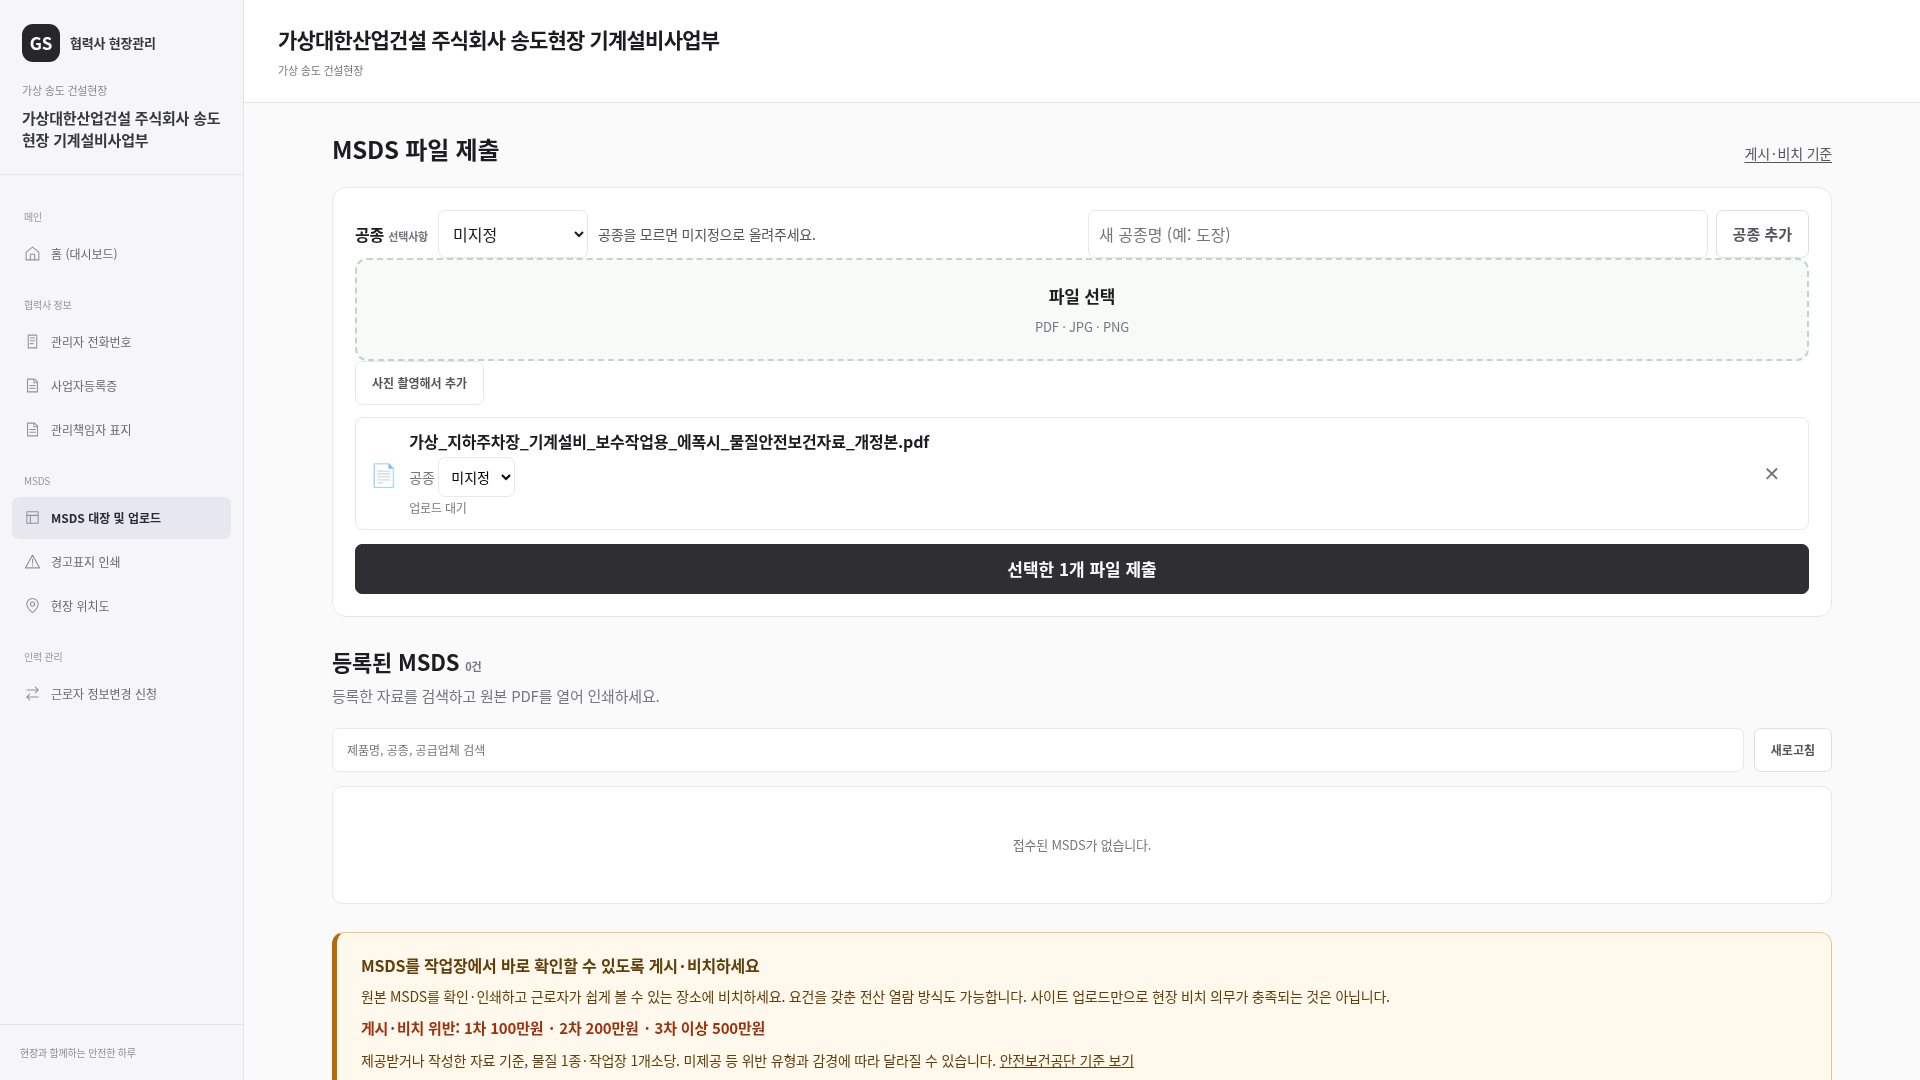 GS 협력사 현장관리
가상 송도 건설현장
가상대한산업건설 주식회사 송도
현장 기계설비사업부
메인
홈 (대시보드)
협력사 정보
관리자 전화번호
사업자등록증
관리책임자 표지
MSDS
MSDS 대장 및 업로드
경고표지 인쇄
현장 위치도
인력 관리
근로자 정보변경 신청
현장과 함께하는 안전한 하루
가상대한산업건설 주식회사 송도현장 기계설비사업부
가상 송도 건설현장
MSDS 파일 제출
게시·비치 기준
공종 선택사항 미지정 공종을 모르면 미지정으로 올려주세요. 새 공종명 (예: 도장) 공종 추가
파일 선택
PDF · JPG · PNG
사진 촬영해서 추가
가상_지하주차장_기계설비_보수작업용_에폭시_물질안전보건자료_개정본.pdf
공종 미지정
업로드 대기
선택한 1개 파일 제출
등록된 MSDS 0건
등록한 자료를 검색하고 원본 PDF를 열어 인쇄하세요.
제품명, 공종, 공급업체 검색 새로고침
접수된 MSDS가 없습니다.
MSDS를 작업장에서 바로 확인할 수 있도록 게시·비치하세요
원본 MSDS를 확인·인쇄하고 근로자가 쉽게 볼 수 있는 장소에 비치하세요. 요건을 갖춘 전산 열람 방식도 가능합니다. 사이트 업로드만으로 현장 비치 의무가 충족되는 것은 아닙니다.
게시·비치 위반: 1차 100만원 · 2차 200만원 · 3차 이상 500만원
제공받거나 작성한 자료 기준, 물질 1종·작업장 1개소당. 미제공 등 위반 유형과 감경에 따라 달라질 수 있습니다. 안전보건공단 기준 보기